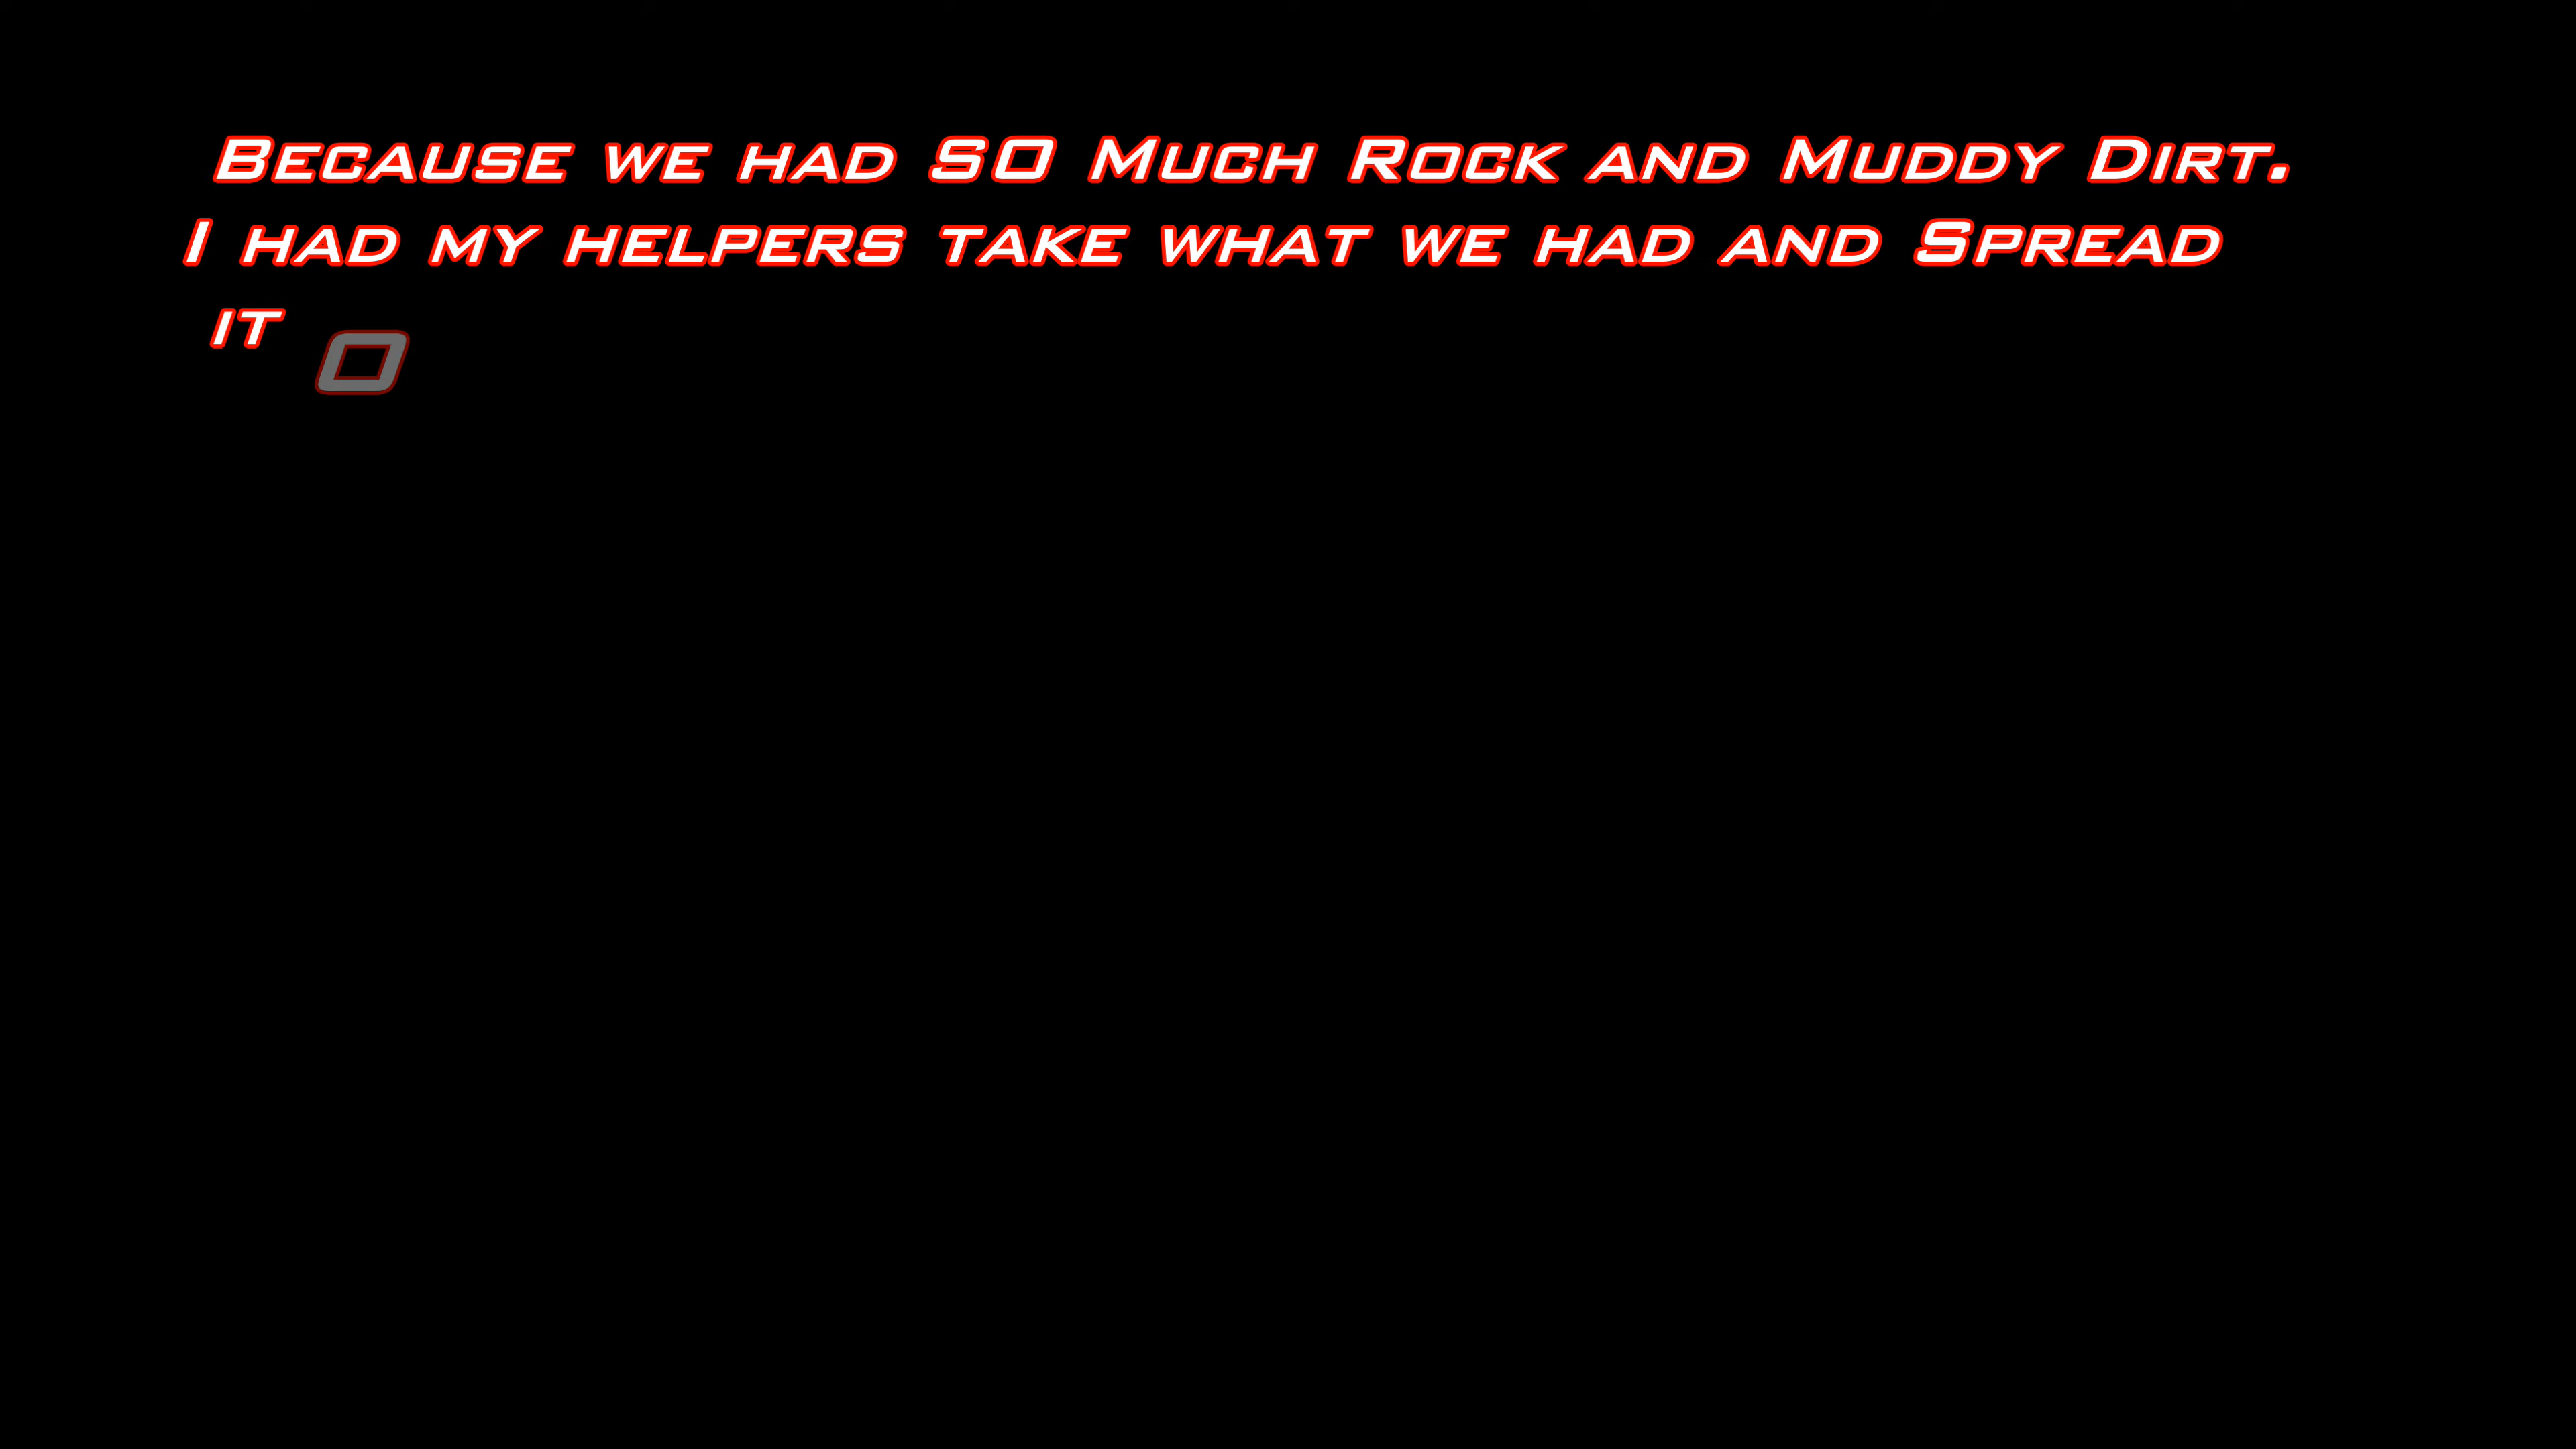 Because we had SO Much Rock and Muddy Dirt.
I had my helpers take what we had and Spread
it o